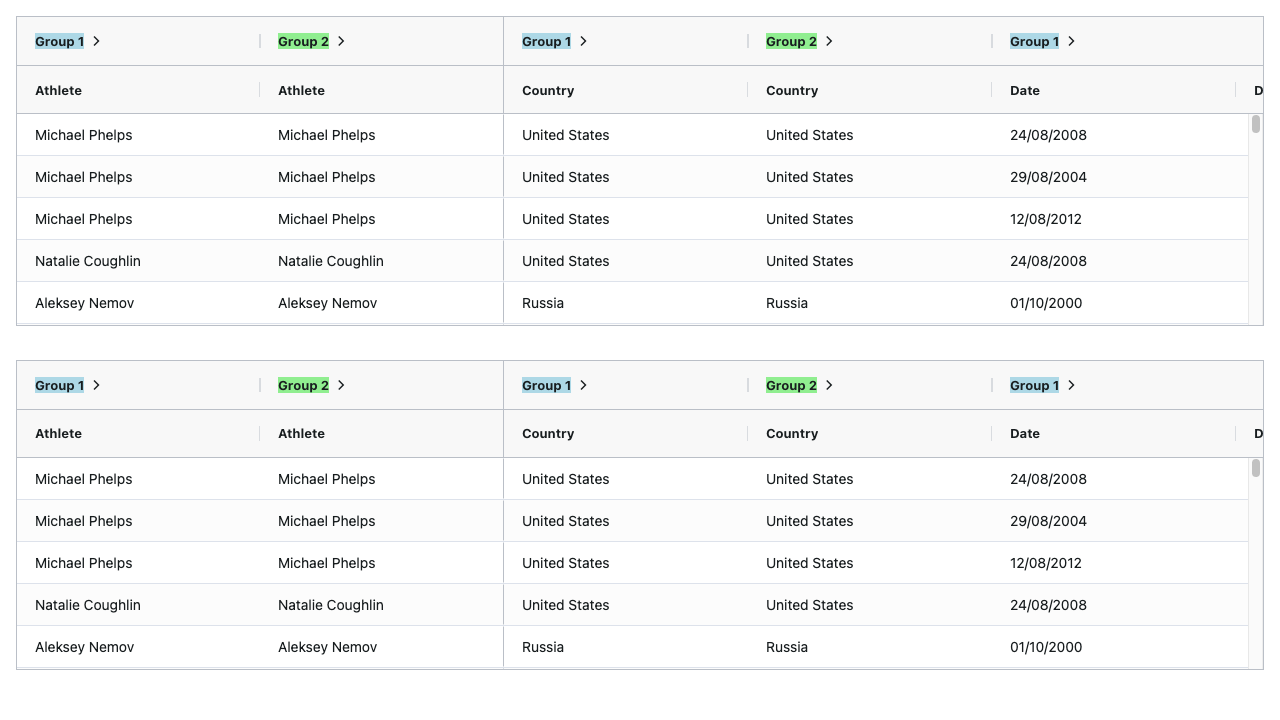 Group 1 Group 2 Group 1 Group 2 Group 1
Athlete Athlete Country Country Date D
Michael Phelps Michael Phelps United States United States 24/08/2008
Michael Phelps Michael Phelps United States United States 29/08/2004
Michael Phelps Michael Phelps United States United States 12/08/2012
Natalie Coughlin Natalie Coughlin United States United States 24/08/2008
Aleksey Nemov Aleksey Nemov Russia Russia 01/10/2000
Group 1 Group 2 Group 1 Group 2 Group 1
Athlete Athlete Country Country Date D
Michael Phelps Michael Phelps United States United States 24/08/2008
Michael Phelps Michael Phelps United States United States 29/08/2004
Michael Phelps Michael Phelps United States United States 12/08/2012
Natalie Coughlin Natalie Coughlin United States United States 24/08/2008
Aleksey Nemov Aleksey Nemov Russia Russia 01/10/2000